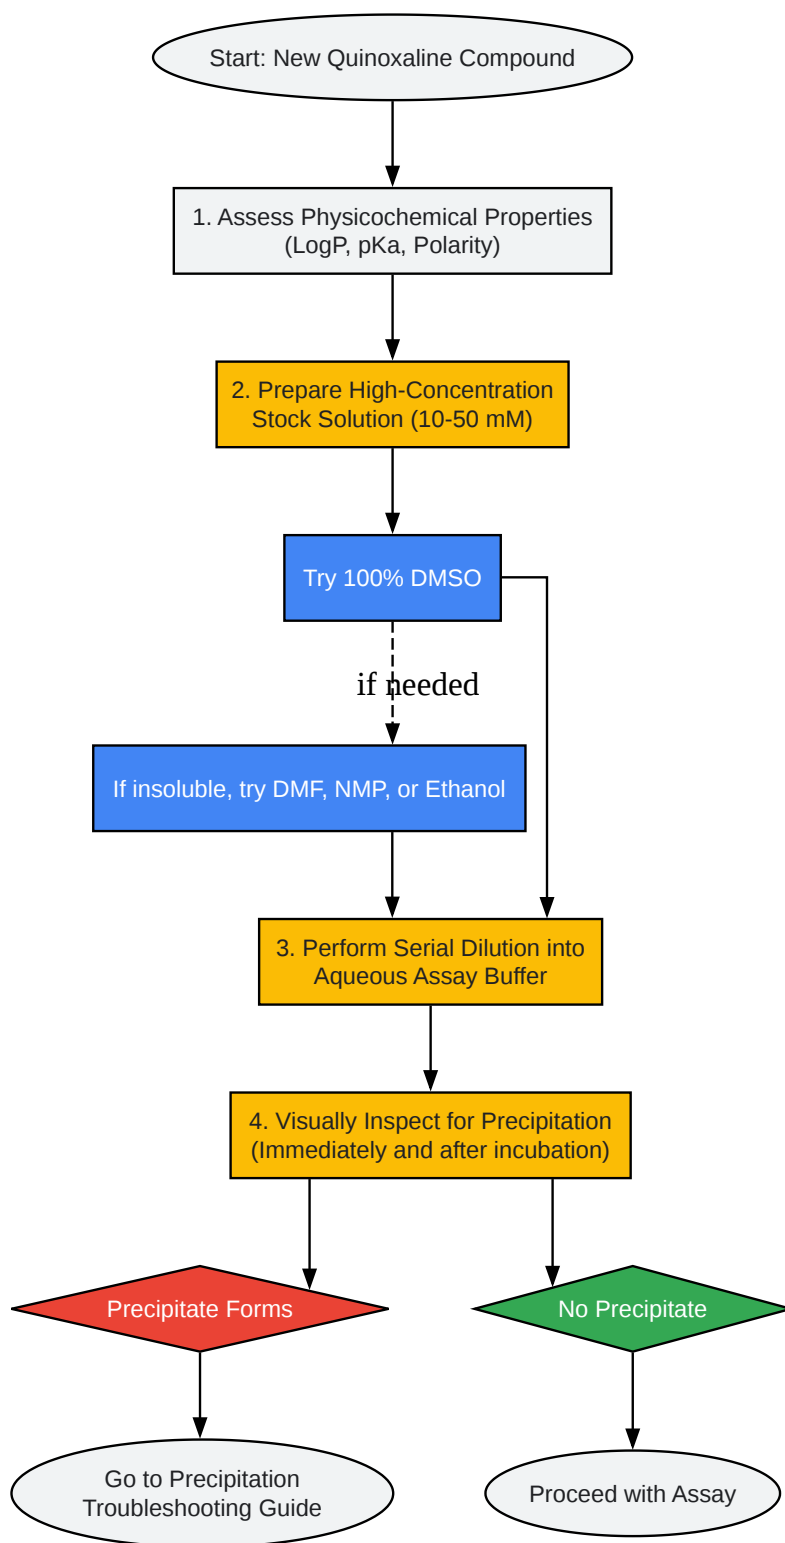 Start: New Quinoxaline Compound
1. Assess Physicochemical Properties
(LogP, pKa, Polarity)
2. Prepare High-Concentration
Stock Solution (10-50 mM)
Try 100% DMSO
if needed
If insoluble, try DMF, NMP, or Ethanol
3. Perform Serial Dilution into
Aqueous Assay Buffer
4. Visually Inspect for Precipitation
(Immediately and after incubation)
Precipitate Forms
No Precipitate
Go to Precipitation
Troubleshooting Guide
Proceed with Assay